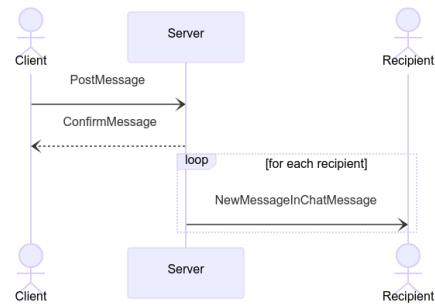 Client
Server
Recipient
PostMessage
ConfirmMessage
loop
[for each recipient]
NewMessageInChatMessage
Client
Server
Recipient